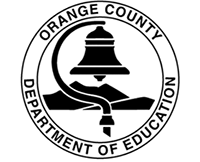 ORANGE COUNTY
DEPARTMENT OF EDUCATION